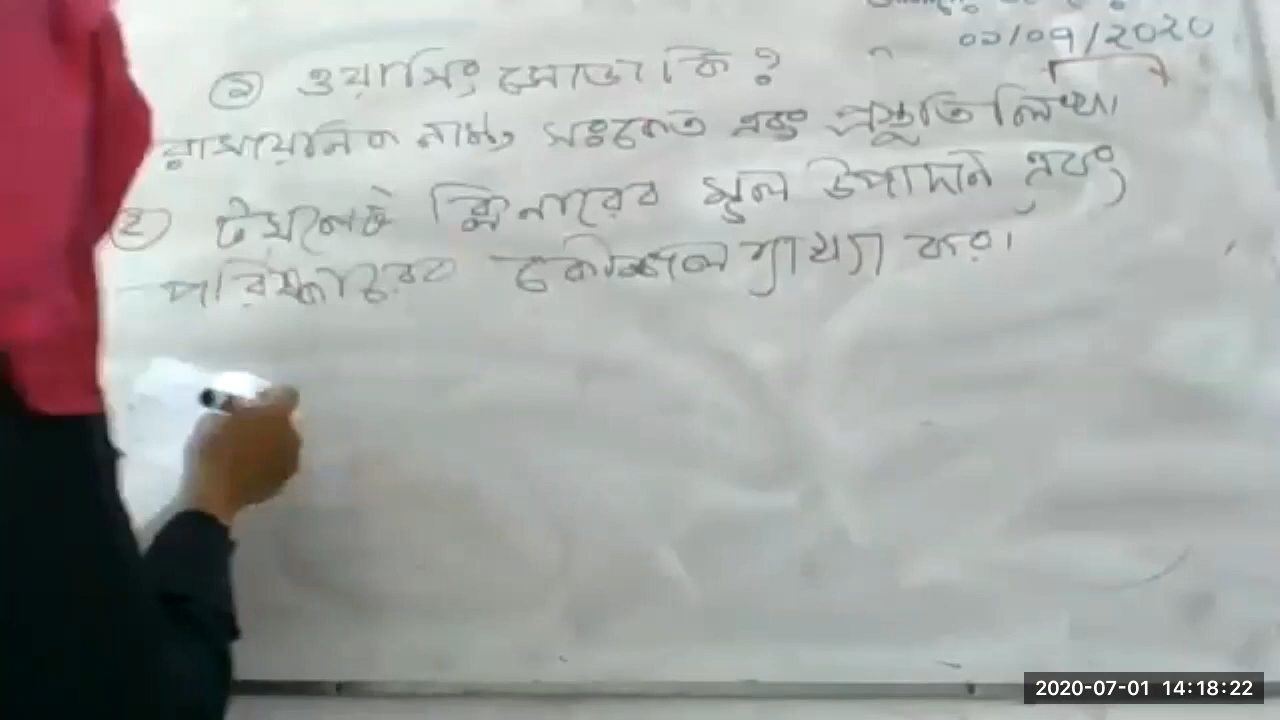 ০১/০৭/২০২০
১ ওয়াসিং সোডা কি ?
রাসায়নিক নাম, সংকেত এবং প্রস্তুতি লিখ।
২ টয়লেট ক্লিনারের মূল উপাদান এবং
পরিষ্কারের কৌশল ব্যাখ্যা কর।
2020-07-01 14:18:22